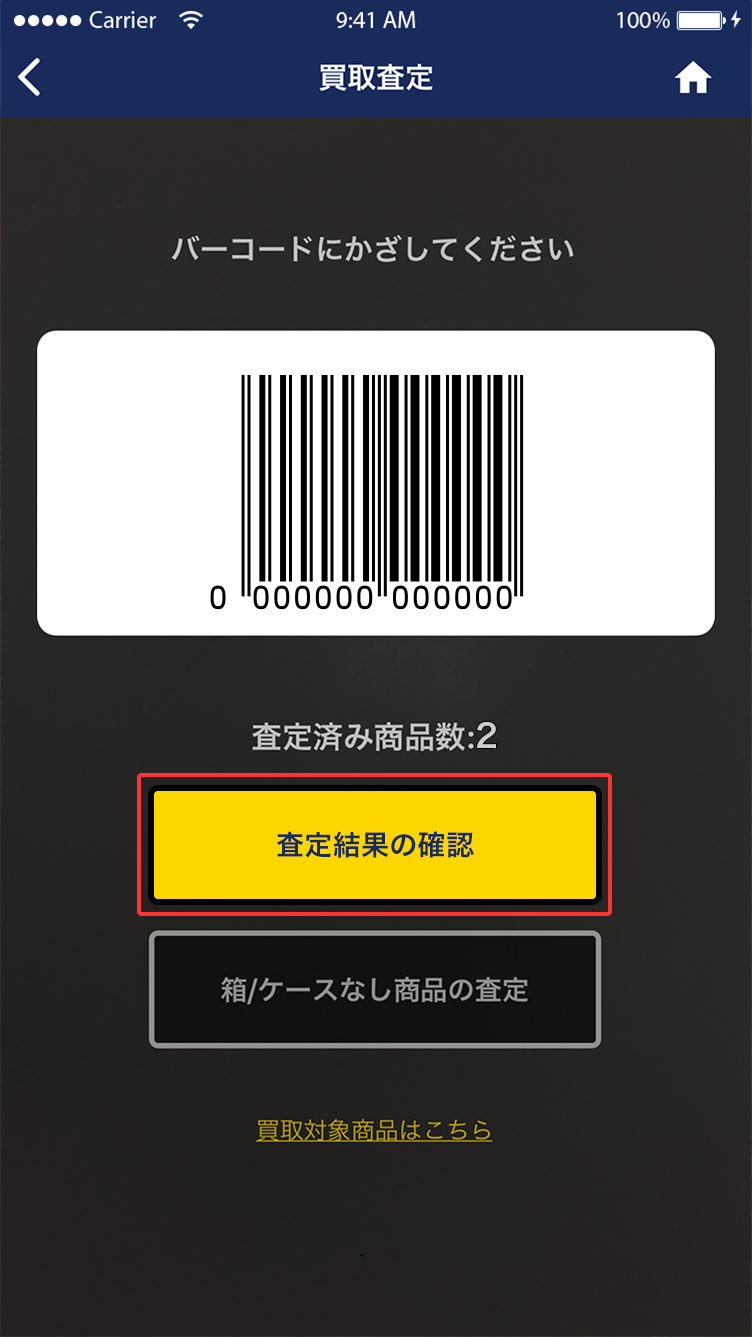 Carrier 9:41 AM 100%
買取査定
バーコードにかざしてください
0 000000 000000
査定済み商品数:2
査定結果の確認
箱/ケースなし商品の査定
買取対象商品はこちら